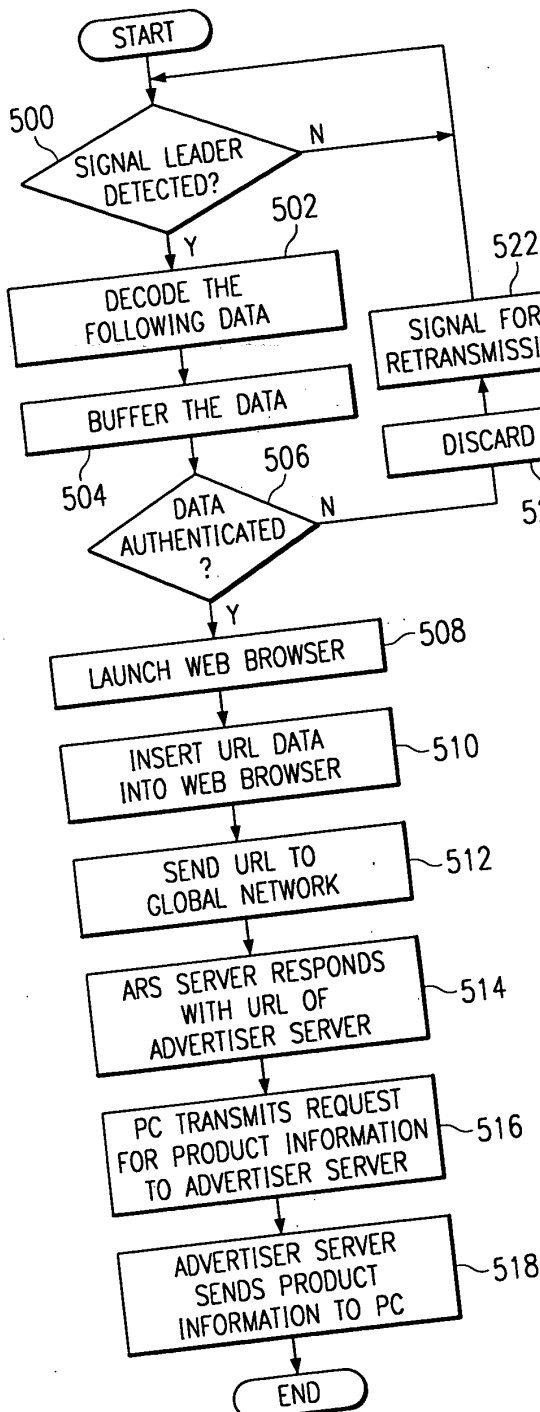 START
500
SIGNAL LEADER
DETECTED?
N
Y
502
DECODE THE
FOLLOWING DATA
522
SIGNAL FOR
BUFFER THE DATA
504
DISCARD
506
DATA
AUTHENTICATED
?
N
Y
LAUNCH WEB BROWSER
508
INSERT URL DATA
INTO WEB BROWSER
510
SEND URL TO
GLOBAL NETWORK
512
ARS SERVER RESPONDS
WITH URL OF
ADVERTISER SERVER
514
PC TRANSMITS REQUEST
FOR PRODUCT INFORMATION
TO ADVERTISER SERVER
516
ADVERTISER SERVER
SENDS PRODUCT
INFORMATION TO PC
518
END